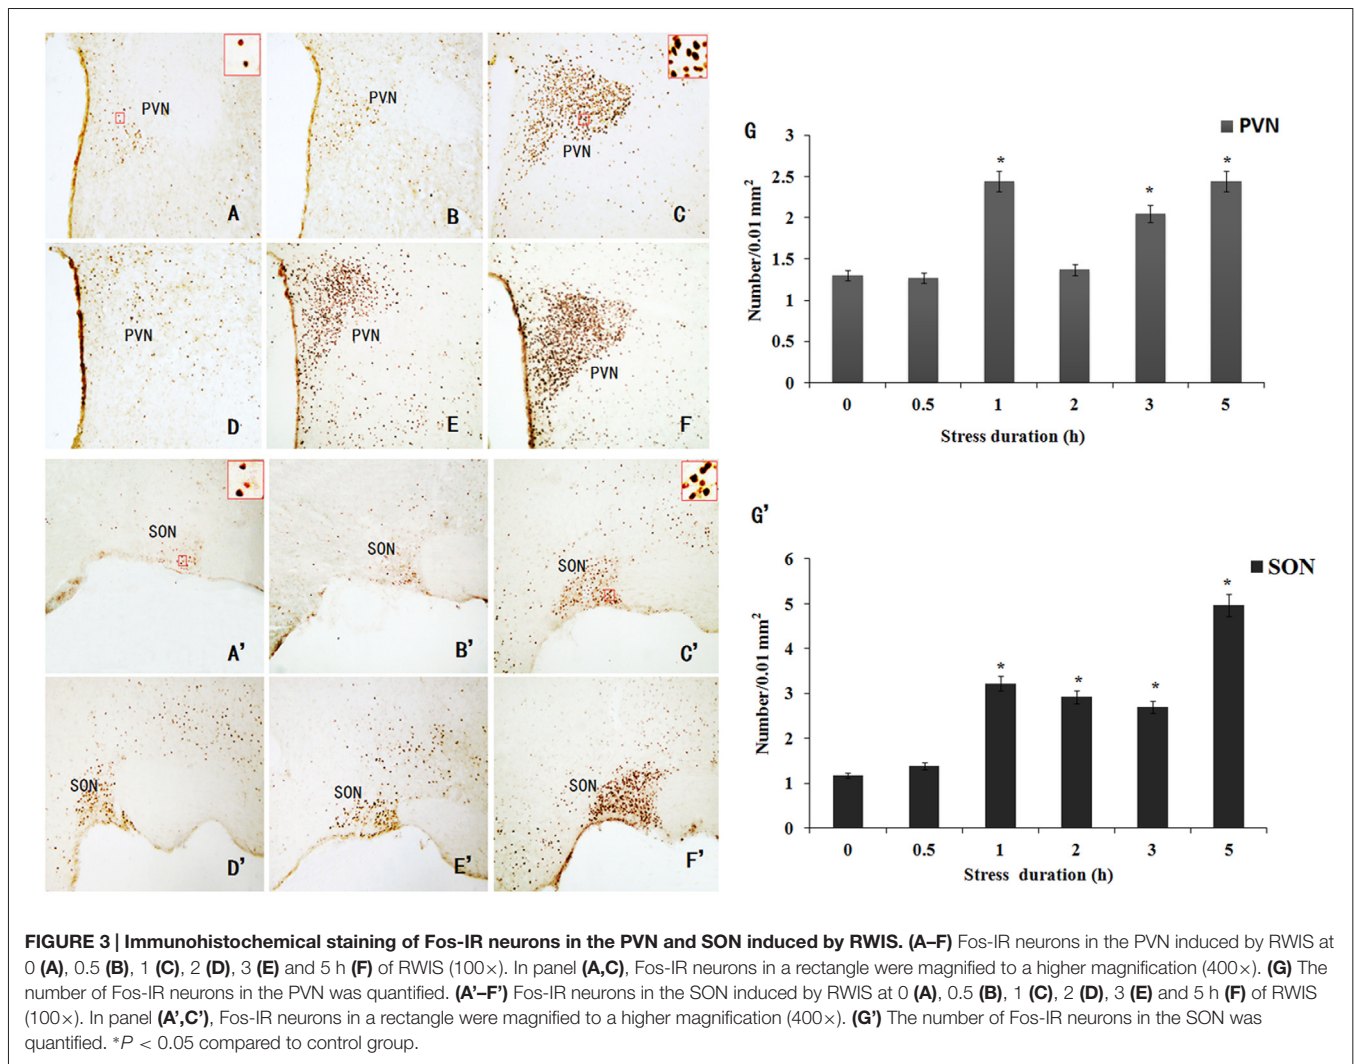 PVN
A
PVN
B
PVN
C
PVN
D
PVN
E
PVN
F
G
PVN
Number/0.01 mm²
3
2.5
2
1.5
1
0.5
0
* * *
0 0.5 1 2 3 5
Stress duration (h)
SON
A'
SON
B'
SON
C'
SON
D'
SON
E'
SON
F'
G'
SON
Number/0.01 mm²
6
5
4
3
2
1
0
* * * *
0 0.5 1 2 3 5
Stress duration (h)
FIGURE 3 | Immunohistochemical staining of Fos-IR neurons in the PVN and SON induced by RWIS. (A–F) Fos-IR neurons in the PVN induced by RWIS at
0 (A), 0.5 (B), 1 (C), 2 (D), 3 (E) and 5 h (F) of RWIS (100×). In panel (A,C), Fos-IR neurons in a rectangle were magnified to a higher magnification (400×). (G) The
number of Fos-IR neurons in the PVN was quantified. (A'–F') Fos-IR neurons in the SON induced by RWIS at 0 (A), 0.5 (B), 1 (C), 2 (D), 3 (E) and 5 h (F) of RWIS
(100×). In panel (A',C'), Fos-IR neurons in a rectangle were magnified to a higher magnification (400×). (G') The number of Fos-IR neurons in the SON was
quantified. *P < 0.05 compared to control group.